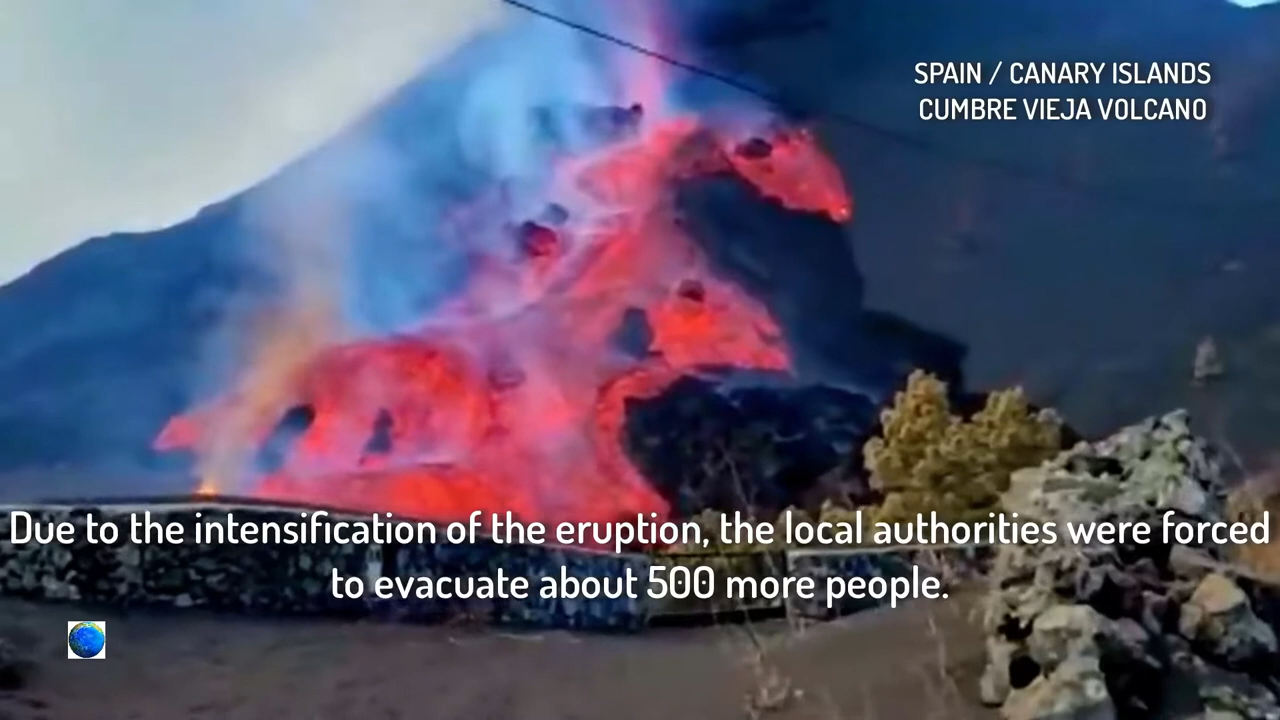 SPAIN / CANARY ISLANDS
CUMBRE VIEJA VOLCANO
Due to the intensification of the eruption, the local authorities were forced
to evacuate about 500 more people.